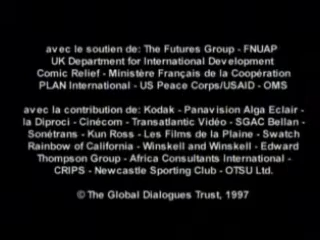 avec le soutien de: The Futures Group - FNUAP
UK Department for International Development
Comic Relief - Ministère Français de la Coopération
PLAN International - US Peace Corps/USAID - OMS
avec la contribution de: Kodak - Panavision Alga Eclair -
la Diproci - Cinécom - Transatlantic Vidéo - SGAC Bellan -
Sonétrans - Kun Ross - Les Films de la Plaine - Swatch
Rainbow of California - Winskell and Winskell - Edward
Thompson Group - Africa Consultants International -
CRIPS - Newcastle Sporting Club - OTSU Ltd.
© The Global Dialogues Trust, 1997